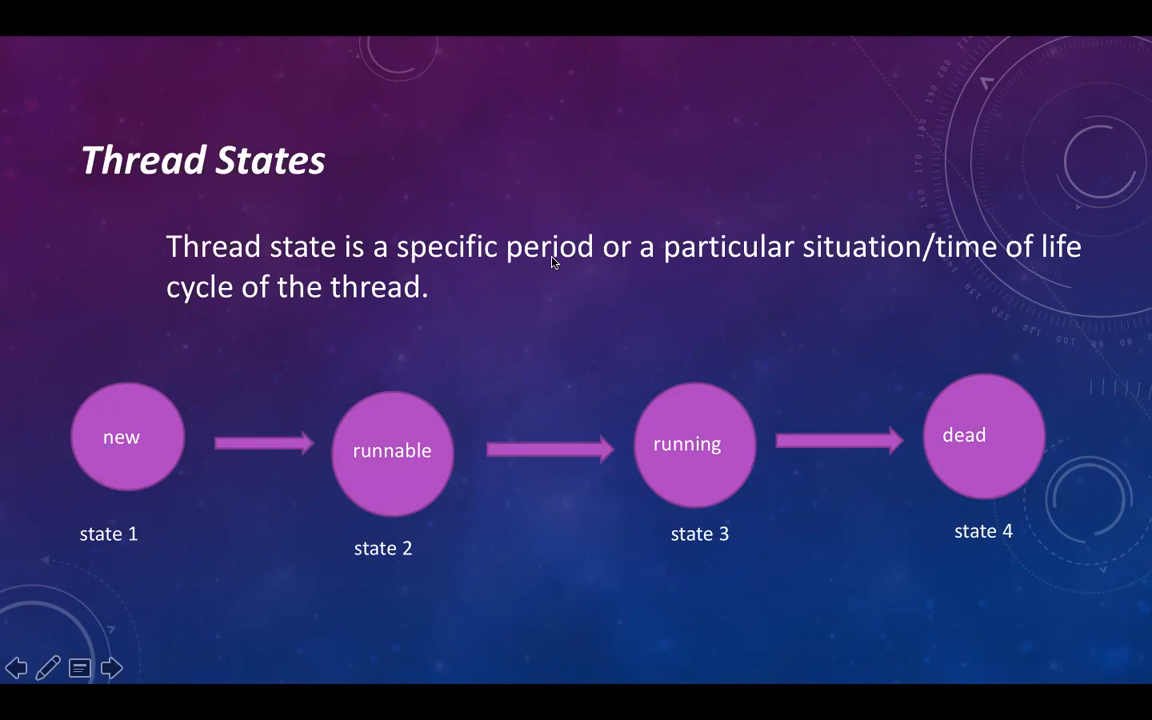 Thread States
Thread state is a specific period or a particular situation/time of life
cycle of the thread.
new
runnable
running
dead
state 1
state 2
state 3
state 4